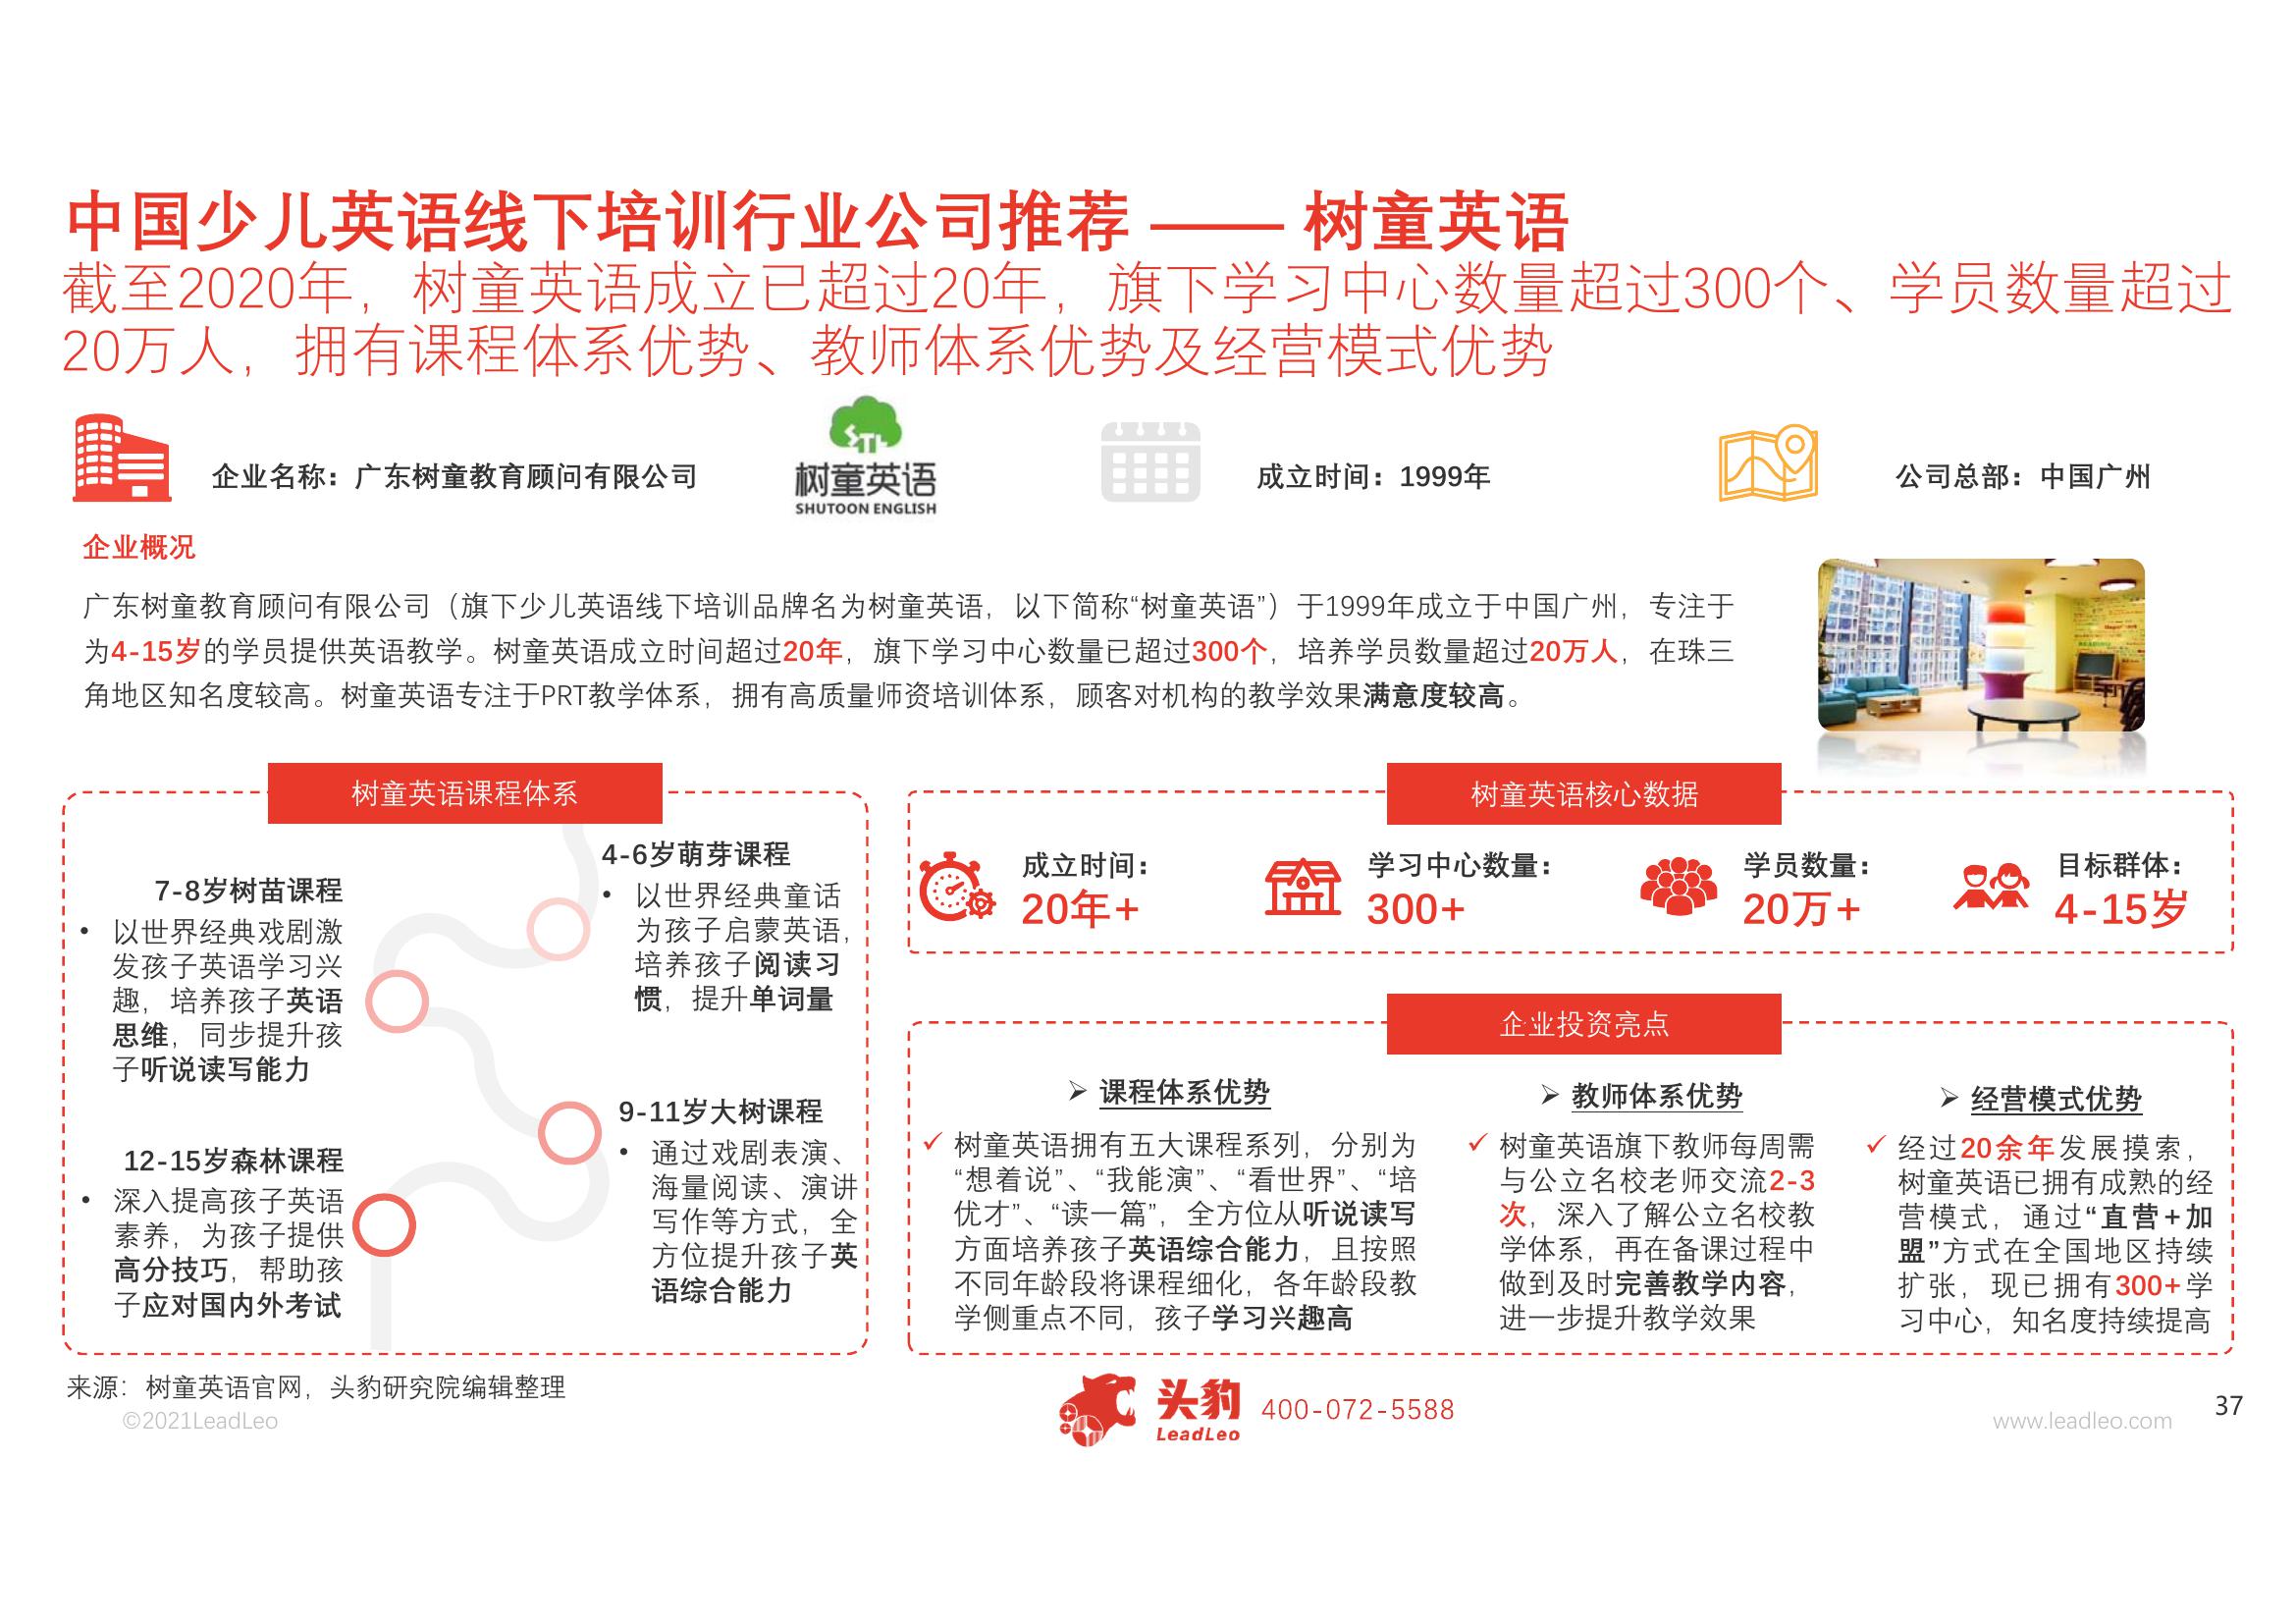 中国少儿英语线下培训行业公司推荐 —— 树童英语
截至2020年，树童英语成立已超过20年，旗下学习中心数量超过300个、学员数量超过
20万人，拥有课程体系优势、教师体系优势及经营模式优势
企业名称：广东树童教育顾问有限公司
STL
树童英语
SHUTOON ENGLISH
成立时间：1999年
公司总部：中国广州
企业概况
广东树童教育顾问有限公司（旗下少儿英语线下培训品牌名为树童英语，以下简称“树童英语”）于1999年成立于中国广州，专注于
为4-15岁的学员提供英语教学。树童英语成立时间超过20年，旗下学习中心数量已超过300个，培养学员数量超过20万人，在珠三
角地区知名度较高。树童英语专注于PRT教学体系，拥有高质量师资培训体系，顾客对机构的教学效果满意度较高。
树童英语课程体系
4-6岁萌芽课程
• 以世界经典童话
为孩子启蒙英语，
培养孩子阅读习
惯，提升单词量
7-8岁树苗课程
• 以世界经典戏剧激
发孩子英语学习兴
趣，培养孩子英语
思维，同步提升孩
子听说读写能力
9-11岁大树课程
• 通过戏剧表演、
海量阅读、演讲
写作等方式，全
方位提升孩子英
语综合能力
12-15岁森林课程
• 深入提高孩子英语
素养，为孩子提供
高分技巧，帮助孩
子应对国内外考试
树童英语核心数据
成立时间：
20年+
学习中心数量：
300+
学员数量：
20万+
目标群体：
4-15岁
企业投资亮点
➢ 课程体系优势
✓ 树童英语拥有五大课程系列，分别为
“想着说”、“我能演”、“看世界”、“培
优才”、“读一篇”，全方位从听说读写
方面培养孩子英语综合能力，且按照
不同年龄段将课程细化，各年龄段教
学侧重点不同，孩子学习兴趣高
➢ 教师体系优势
✓ 树童英语旗下教师每周需
与公立名校老师交流2-3
次，深入了解公立名校教
学体系，再在备课过程中
做到及时完善教学内容，
进一步提升教学效果
➢ 经营模式优势
✓ 经过20余年发展摸索，
树童英语已拥有成熟的经
营模式，通过“直营+加
盟”方式在全国地区持续
扩张，现已拥有300+学
习中心，知名度持续提高
来源：树童英语官网，头豹研究院编辑整理
©2021LeadLeo
头豹
LeadLeo
400-072-5588
www.leadleo.com
37